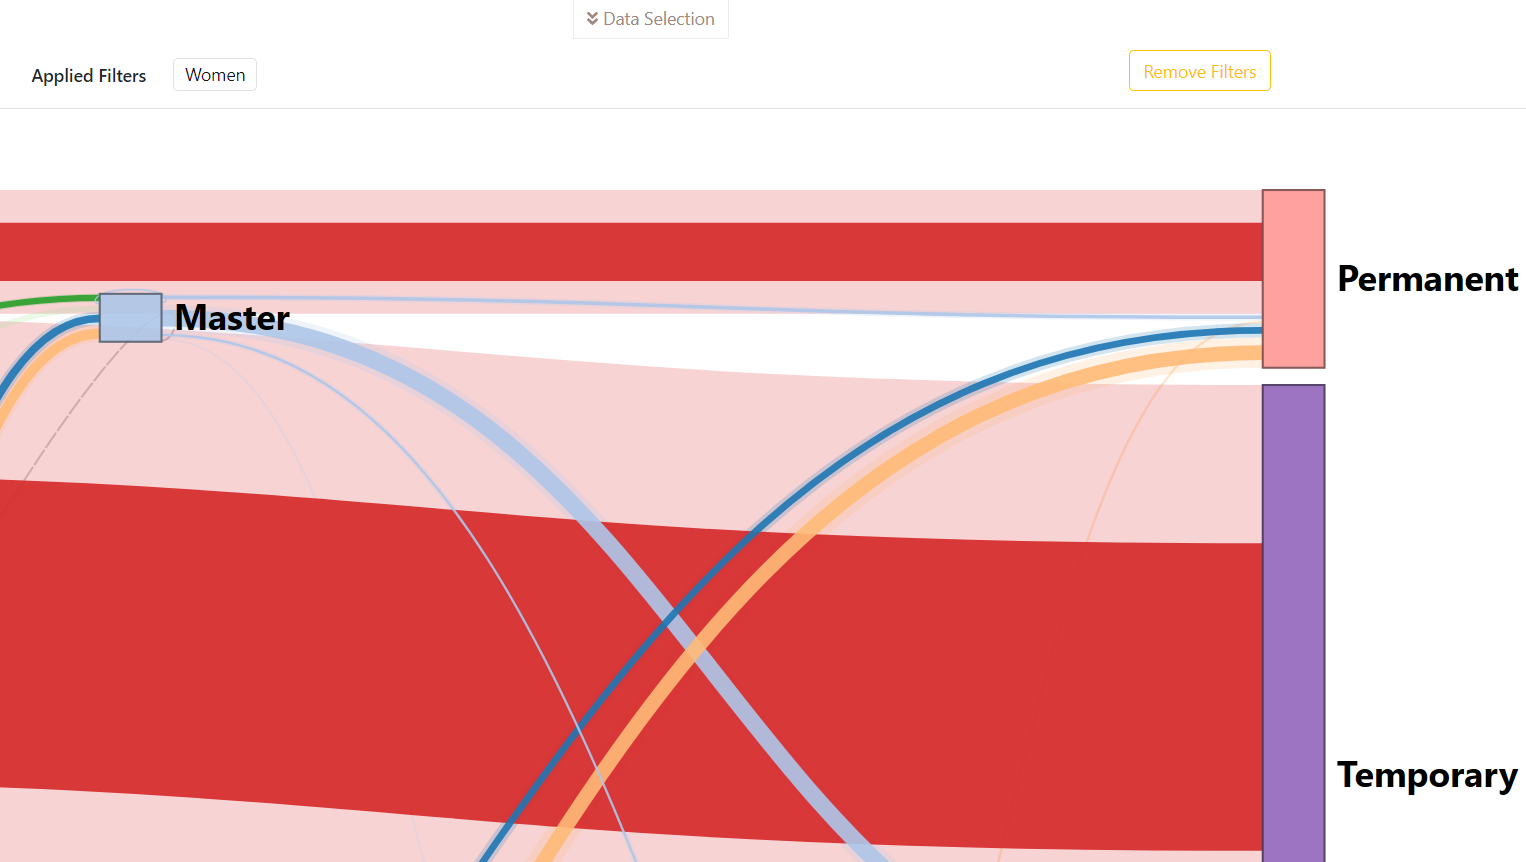 Data Selection
Applied Filters
Women
Remove Filters
Permanent
Master
Temporary